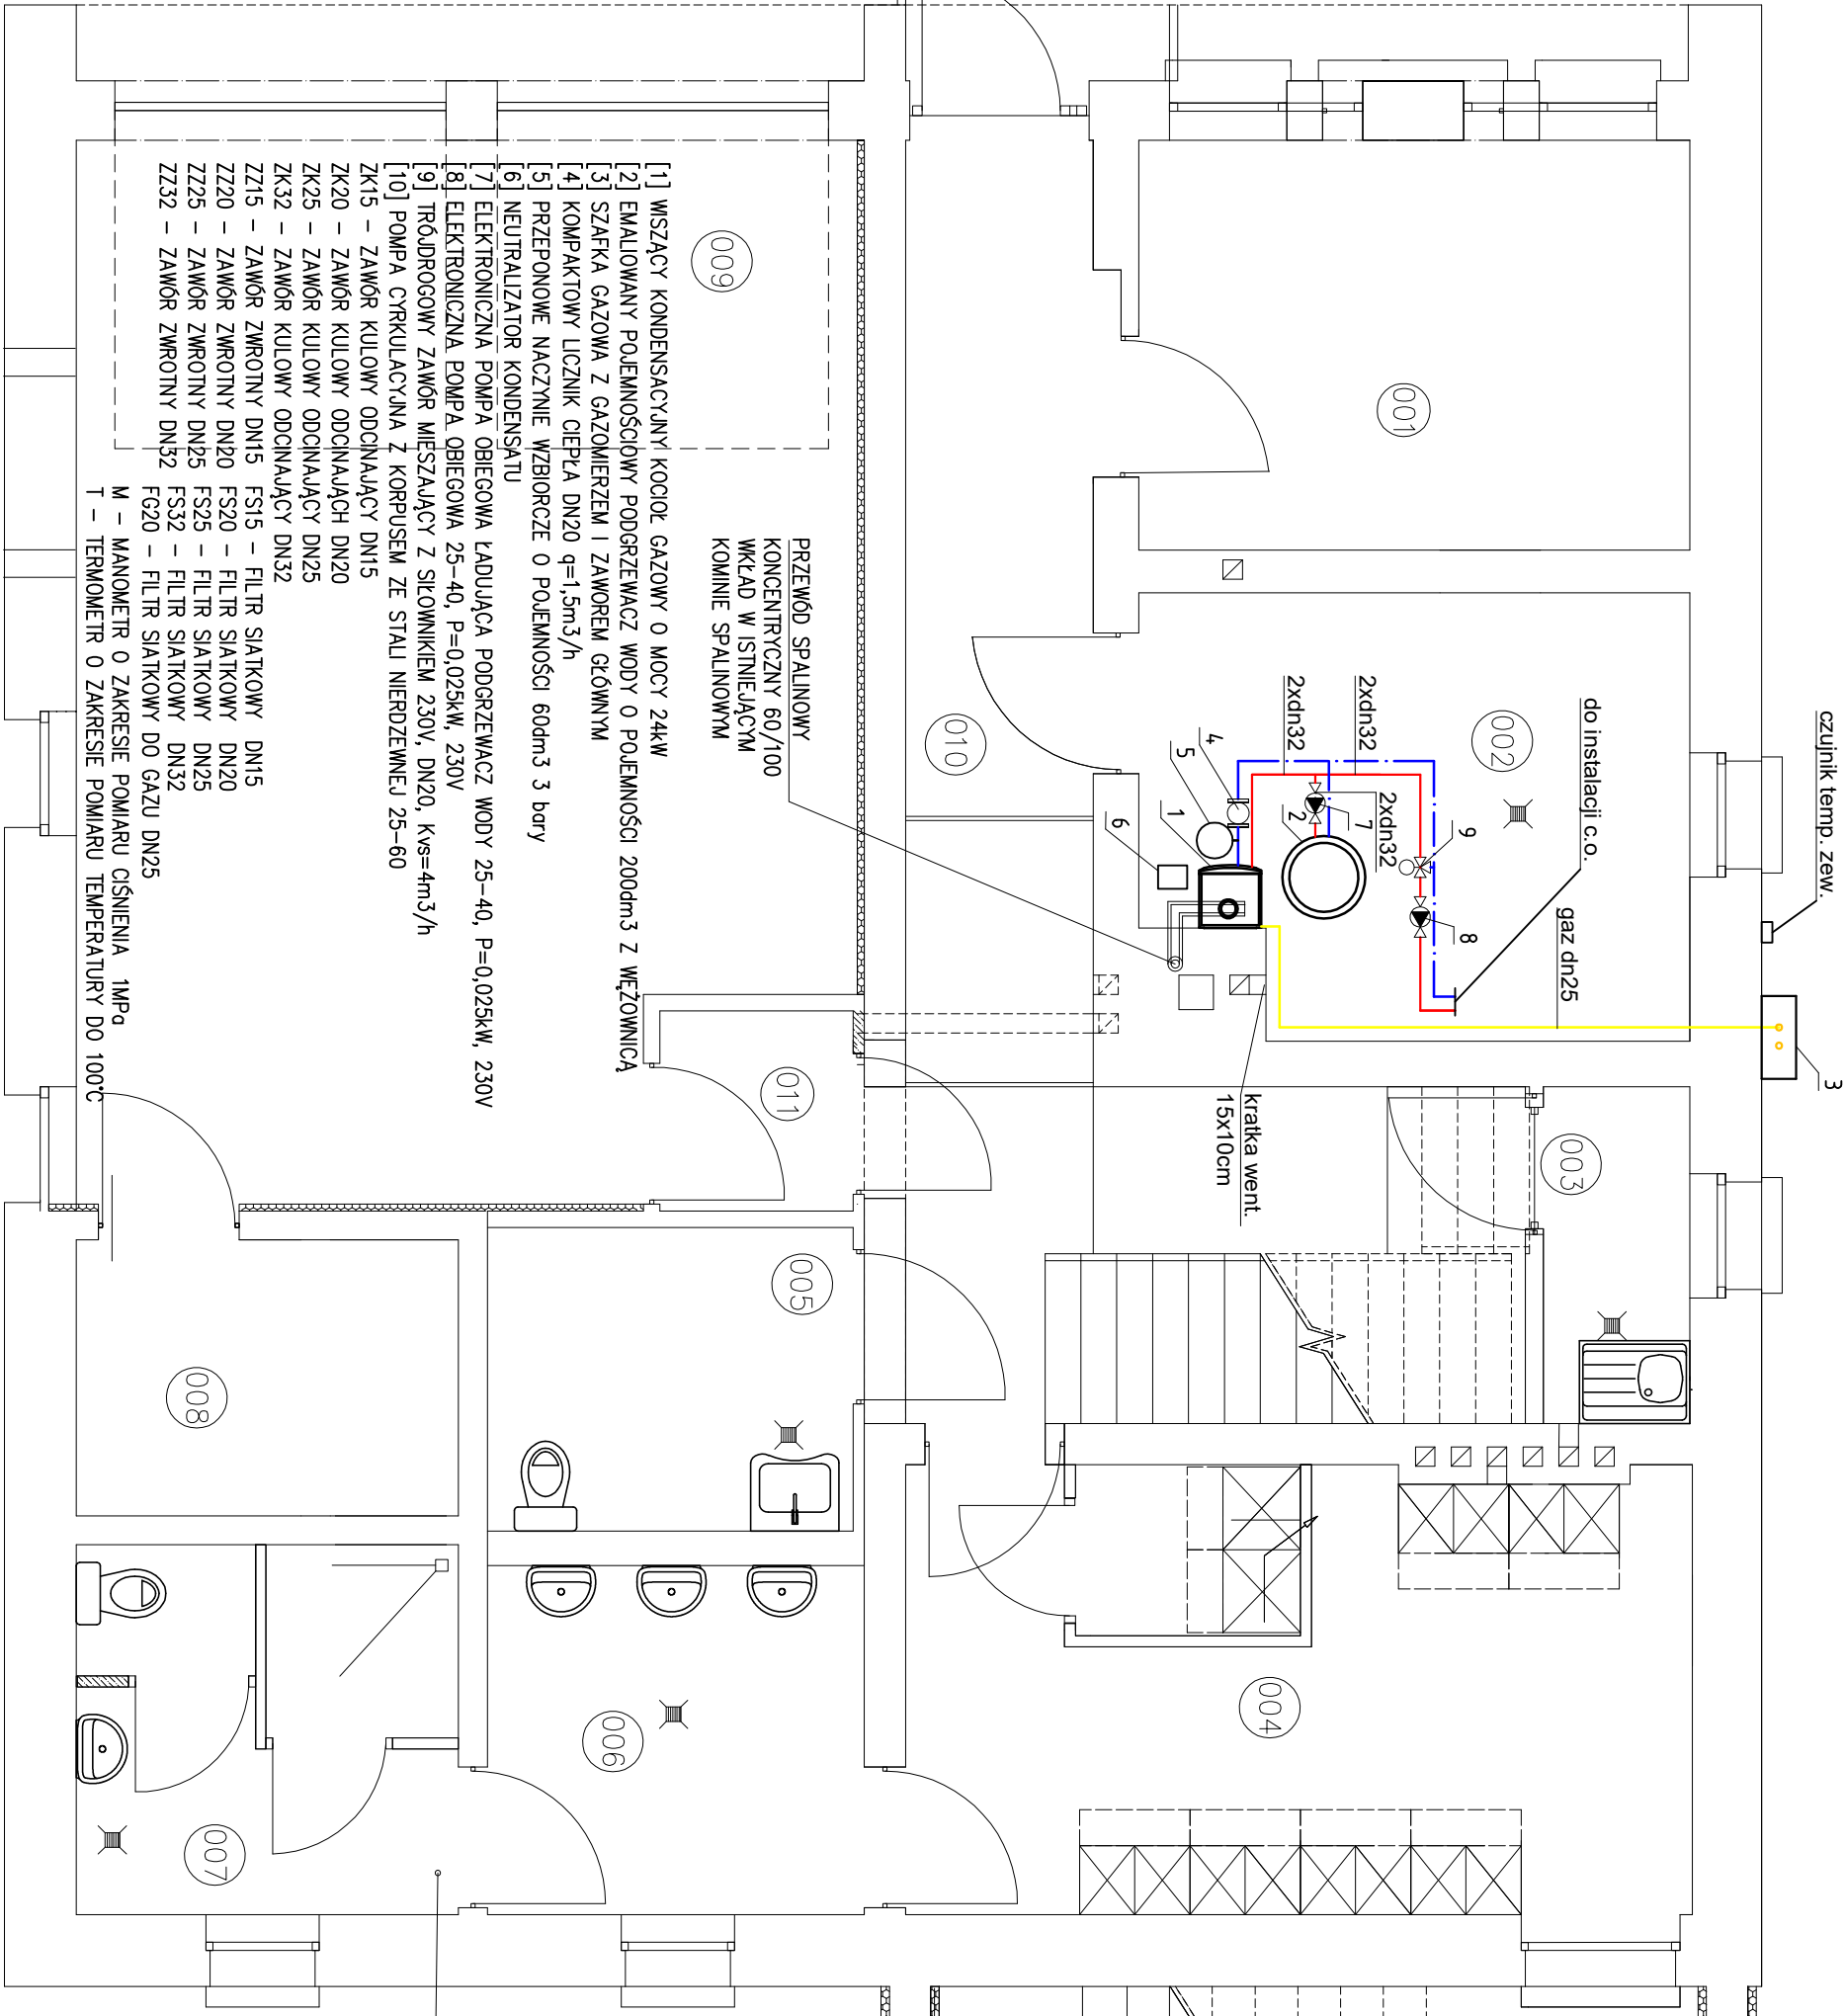 czujnik temp. zew.
3
do instalacji c.o.
gaz dn25
002
9
8
2xdn32
2xdn32
2xdn32
7
2
4
5
1
6
kratka went.
15x10cm
001
003
004
010
PRZEWÓD SPALINOWY
KONCENTRYCZNY 60/100
WKŁAD W ISTNIEJĄCYM
KOMINIE SPALINOWYM
009
011
005
006
008
007
[1] WISZĄCY KONDENSACYJNY KOCIOŁ GAZOWY O MOCY 24kW
[2] EMALIOWANY POJEMNOŚCIOWY PODGRZEWACZ WODY O POJEMNOŚCI 200dm3 Z WĘŻOWNICĄ
[3] SZAFKA GAZOWA Z GAZOMIERZEM I ZAWOREM GŁÓWNYM
[4] KOMPAKTOWY LICZNIK CIEPŁA DN20 q=1,5m3/h
[5] PRZEPONOWE NACZYNIE WZBIORCZE O POJEMNOŚCI 60dm3 3 bary
[6] NEUTRALIZATOR KONDENSATU
[7] ELEKTRONICZNA POMPA OBIEGOWA ŁADUJĄCA PODGRZEWACZ WODY 25-40, P=0,025kW, 230V
[8] ELEKTRONICZNA POMPA OBIEGOWA 25-40, P=0,025kW, 230V
[9] TRÓJDROGOWY ZAWÓR MIESZAJĄCY Z SIŁOWNIKIEM 230V, DN20, Kvs=4m3/h
[10] POMPA CYRKULACYJNA Z KORPUSEM ZE STALI NIERDZEWNEJ 25-60
ZK15 - ZAWÓR KULOWY ODCINAJĄCY DN15
ZK20 - ZAWÓR KULOWY ODCINAJĄCH DN20
ZK25 - ZAWÓR KULOWY ODCINAJĄCY DN25
ZK32 - ZAWÓR KULOWY ODCINAJĄCY DN32
ZZ15 - ZAWÓR ZWROTNY DN15 FS15 - FILTR SIATKOWY DN15
ZZ20 - ZAWÓR ZWROTNY DN20 FS20 - FILTR SIATKOWY DN20
ZZ25 - ZAWÓR ZWROTNY DN25 FS25 - FILTR SIATKOWY DN25
ZZ32 - ZAWÓR ZWROTNY DN32 FS32 - FILTR SIATKOWY DN32
FG20 - FILTR SIATKOWY DO GAZU DN25
M - MANOMETR O ZAKRESIE POMIARU CIŚNIENIA 1MPa
T - TERMOMETR O ZAKRESIE POMIARU TEMPERATURY DO 100°C